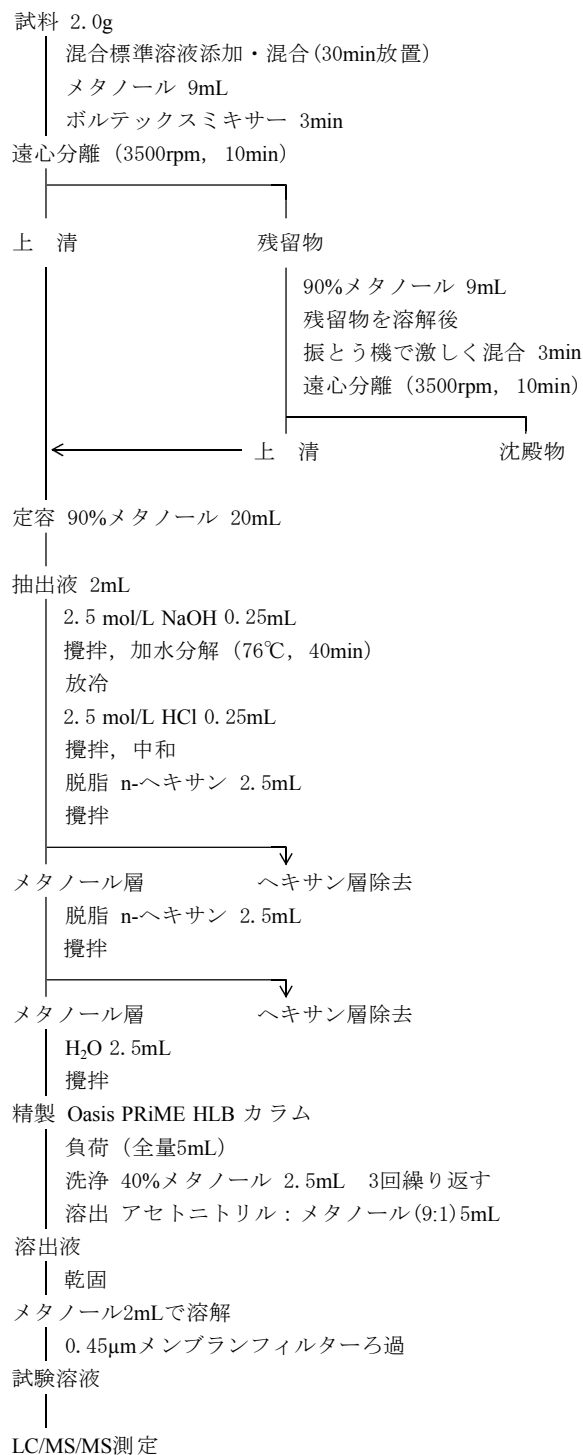 試料 2.0g
混合標準溶液添加・混合(30min放置)
メタノール 9mL
ボルテックスミキサー 3min
遠心分離 (3500rpm, 10min)
上 清 残留物
90%メタノール 9mL
残留物を溶解後
振とう機で激しく混合 3min
遠心分離 (3500rpm, 10min)
上 清 沈殿物
定容 90%メタノール 20mL
抽出液 2mL
2.5 mol/L NaOH 0.25mL
攪拌, 加水分解 (76℃, 40min)
放冷
2.5 mol/L HCl 0.25mL
攪拌, 中和
脱脂 n-ヘキサン 2.5mL
攪拌
メタノール層 ヘキサン層除去
脱脂 n-ヘキサン 2.5mL
攪拌
メタノール層 ヘキサン層除去
H₂O 2.5mL
攪拌
精製 Oasis PRiME HLB カラム
負荷 (全量5mL)
洗浄 40%メタノール 2.5mL 3回繰り返す
溶出 アセトニトリル:メタノール(9:1)5mL
溶出液
乾固
メタノール2mLで溶解
0.45μmメンブランフィルターろ過
試験溶液
LC/MS/MS測定